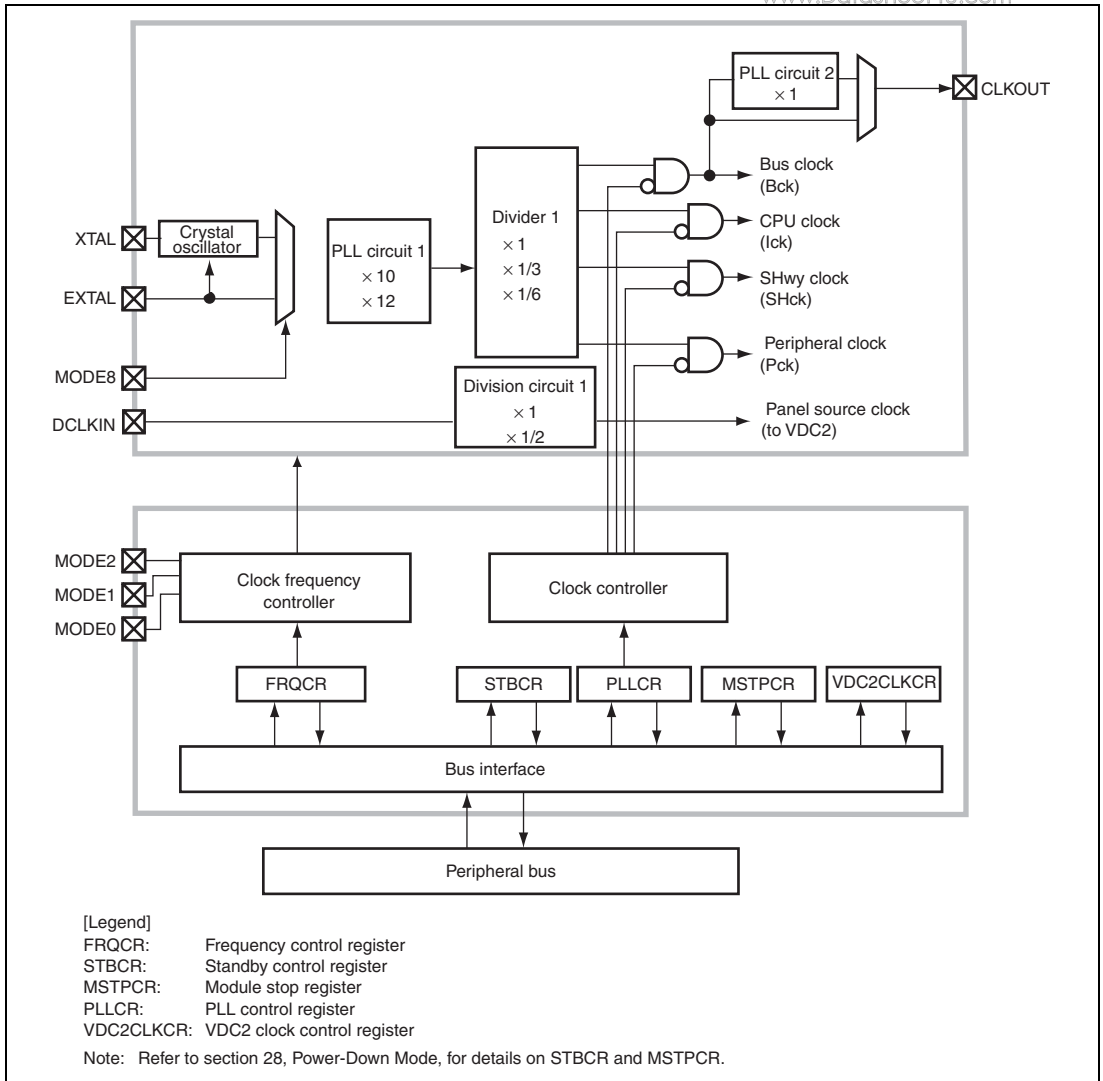 PLL circuit 2
× 1
CLKOUT
Bus clock
(Bck)
Divider 1
× 1
× 1/3
× 1/6
CPU clock
(Ick)
XTAL
Crystal
oscillator
PLL circuit 1
× 10
× 12
EXTAL
SHwy clock
(SHck)
Peripheral clock
(Pck)
MODE8
Division circuit 1
× 1
× 1/2
DCLKIN
Panel source clock
(to VDC2)
MODE2
MODE1
MODE0
Clock frequency
controller
Clock controller
FRQCR
STBCR
PLLCR
MSTPCR
VDC2CLKCR
Bus interface
Peripheral bus
[Legend]
FRQCR: Frequency control register
STBCR: Standby control register
MSTPCR: Module stop register
PLLCR: PLL control register
VDC2CLKCR: VDC2 clock control register
Note: Refer to section 28, Power-Down Mode, for details on STBCR and MSTPCR.